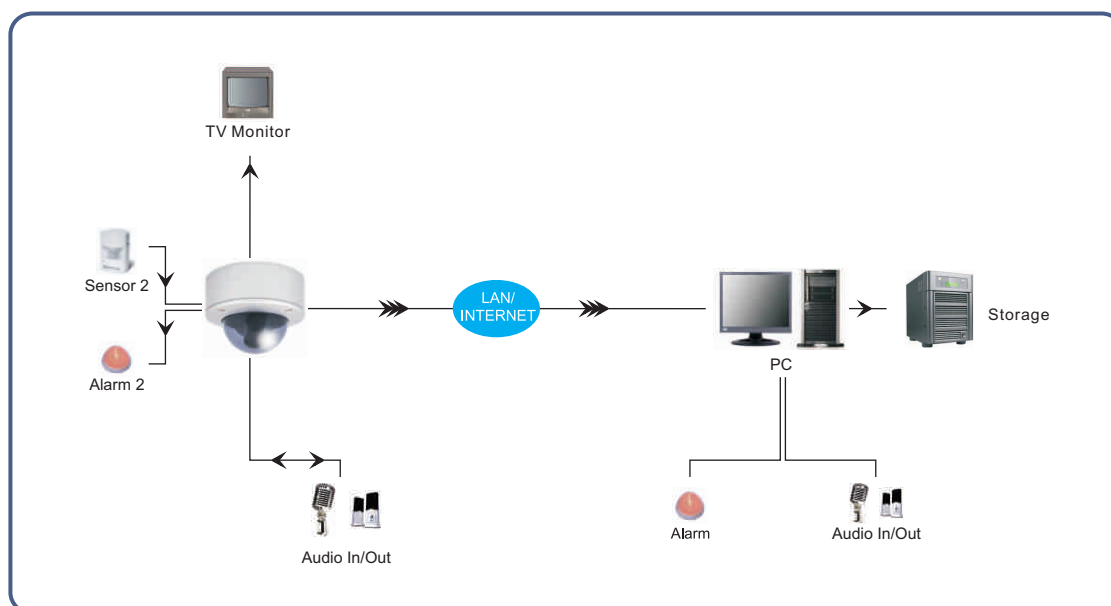 TV Monitor
Sensor 2
Alarm 2
LAN/
INTERNET
PC
Storage
Audio In/Out
Alarm
Audio In/Out